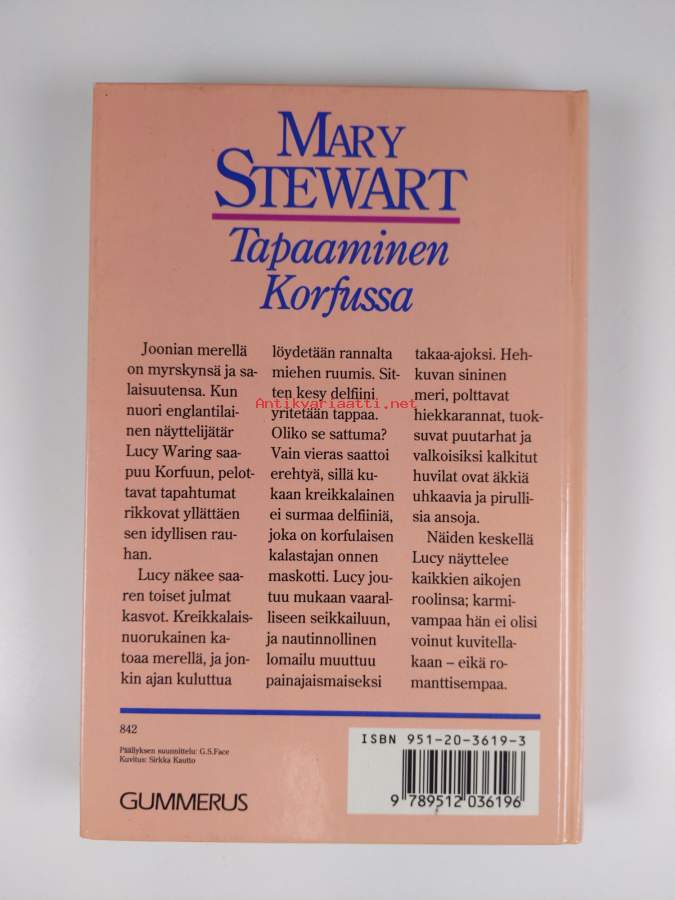 MARY
STEWART
Tapaaminen
Korfussa
Joonian merellä
on myrskynsä ja sa-
laisuutensa. Kun
nuori englantilai-
nen näyttelijätär
Lucy Waring saa-
puu Korfuun, pelot-
tavat tapahtumat
rikkovat yllättäen
sen idyllisen rau-
han.
Lucy näkee saa-
ren toiset julmat
kasvot. Kreikkalais-
nuorukainen ka-
toaa merellä, ja jon-
kin ajan kuluttua
löydetään rannalta
miehen ruumis. Sit-
ten kesy delfiini
yritetään tappaa.
Oliko se sattuma?
Vain vieras saattoi
erehtyä, sillä ku-
kaan kreikkalainen
ei surmaa delfiiniä,
joka on korfulaisen
kalastajan onnen
maskotti. Lucy jou-
tuu mukaan vaaral-
liseen seikkailuun,
ja nautinnollinen
lomailu muuttuu
painajaismaiseksi
takaa-ajoksi. Heh-
kuvan sininen
meri, polttavat
hiekkarannat, tuok-
suvat puutarhat ja
valkoisiksi kalkitut
huvilat ovat äkkiä
uhkaavia ja pirulli-
sia ansoja.
Näiden keskellä
Lucy näyttelee
kaikkien aikojen
roolinsa; karmi-
vampaa hän ei olisi
voinut kuvitella-
kaan – eikä ro-
manttisempaa.
Antikvariaatti.net
842
Päällyksen suunnittelu: G.S.Face
Kuvitus: Sirkka Kautto
GUMMERUS
ISBN 951-20-3619-3
9 789512 036196